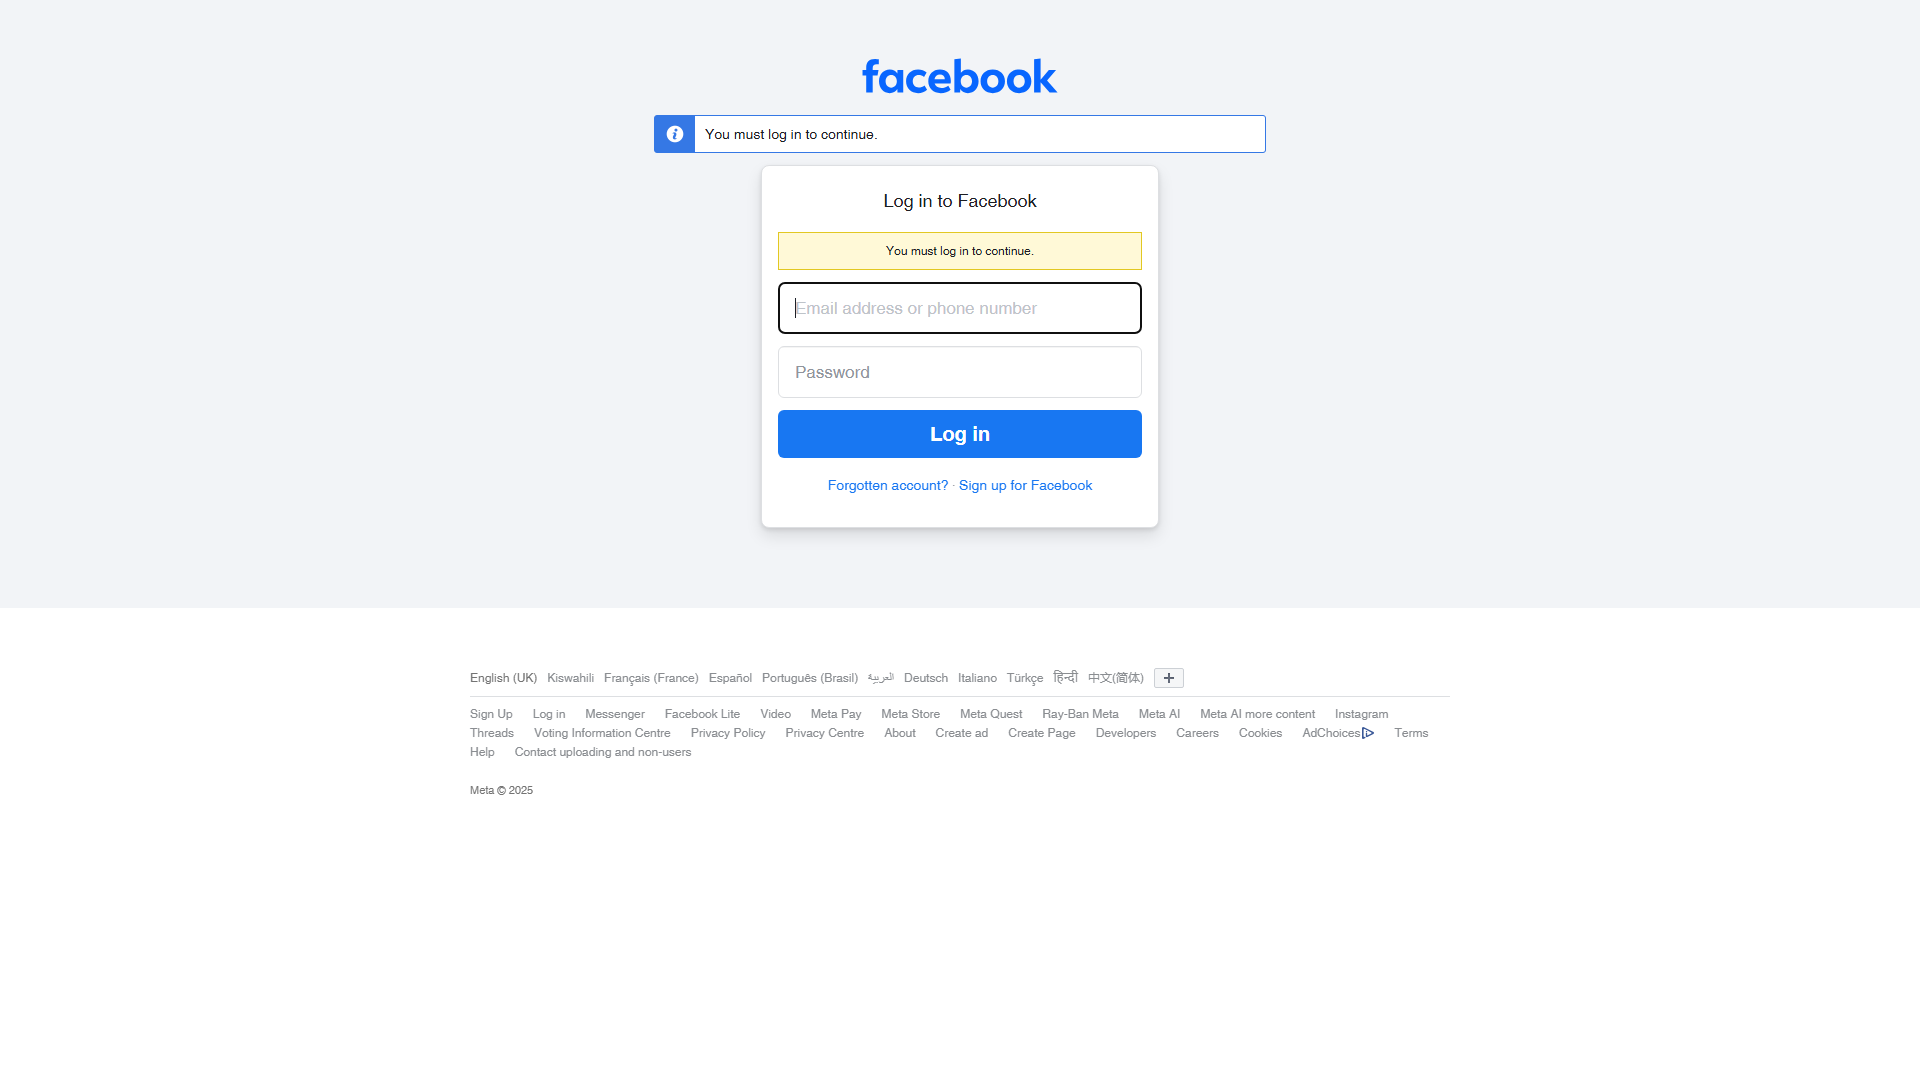 facebook
You must log in to continue.
Log in to Facebook
You must log in to continue.
Email address or phone number
Password
Log in
Forgotten account? · Sign up for Facebook
English (UK) Kiswahili Français (France) Español Português (Brasil) العربية Deutsch Italiano Türkçe हिन्दी 中文(简体)
Sign Up Log in Messenger Facebook Lite Video Meta Pay Meta Store Meta Quest Ray-Ban Meta Meta AI Meta AI more content Instagram
Threads Voting Information Centre Privacy Policy Privacy Centre About Create ad Create Page Developers Careers Cookies AdChoices Terms
Help Contact uploading and non-users
Meta © 2025